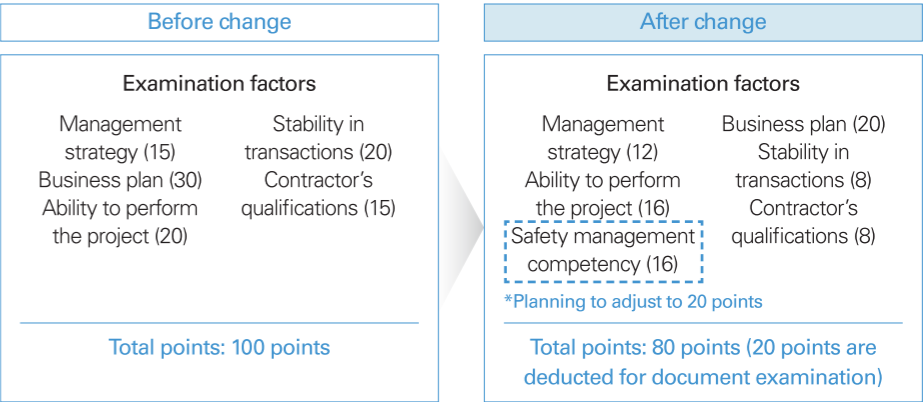 Before change
Examination factors
Management
strategy (15)
Business plan (30)
Ability to perform
the project (20)
Stability in
transactions (20)
Contractor's
qualifications (15)
Total points: 100 points
After change
Examination factors
Management
strategy (12)
Ability to perform
the project (16)
Safety management
competency (16)
*Planning to adjust to 20 points
Business plan (20)
Stability in
transactions (8)
Contractor's
qualifications (8)
Total points: 80 points (20 points are
deducted for document examination)